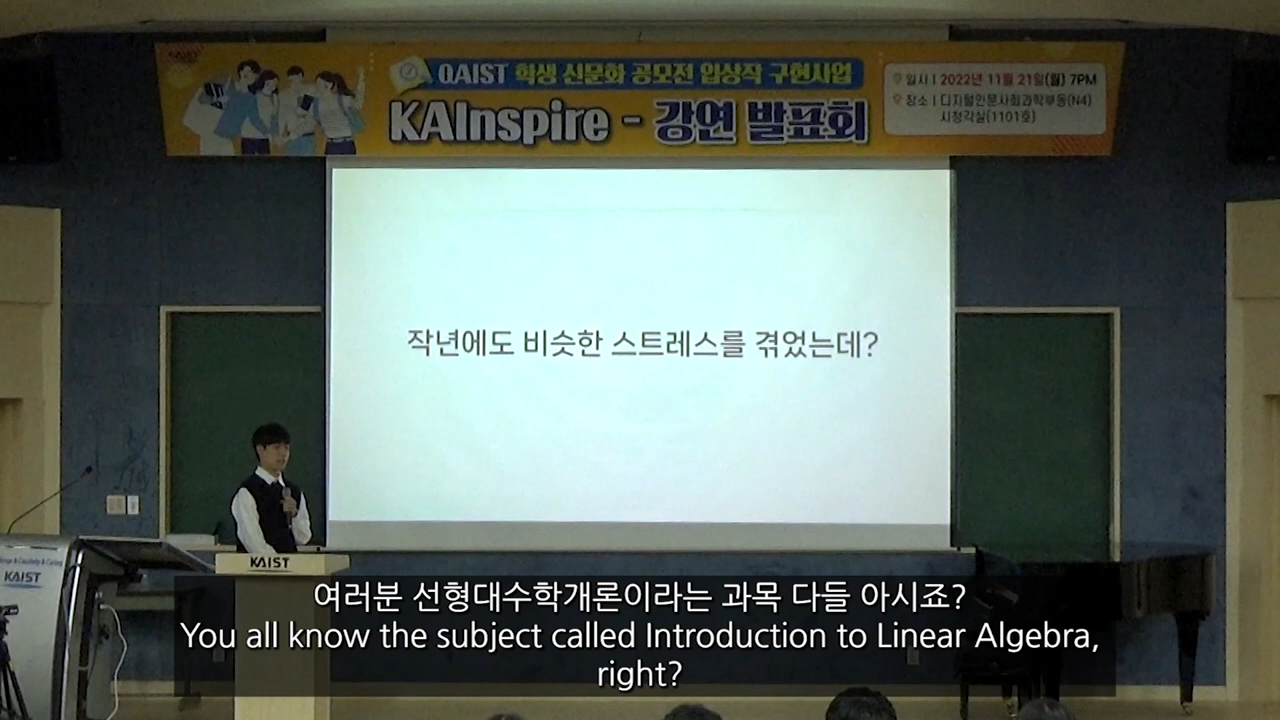 QAIST 학생 신문화 공모전 입상작 구현사업
KAInspire - 강연 발표회
일시 | 2022년 11월 21일(월) 7PM
장소 | 디지털인문사회과학부동(N4)
시청각실(1101호)
작년에도 비슷한 스트레스를 겪었는데?
KAIST
KAIST
여러분 선형대수학개론이라는 과목 다들 아시죠?
You all know the subject called Introduction to Linear Algebra,
right?